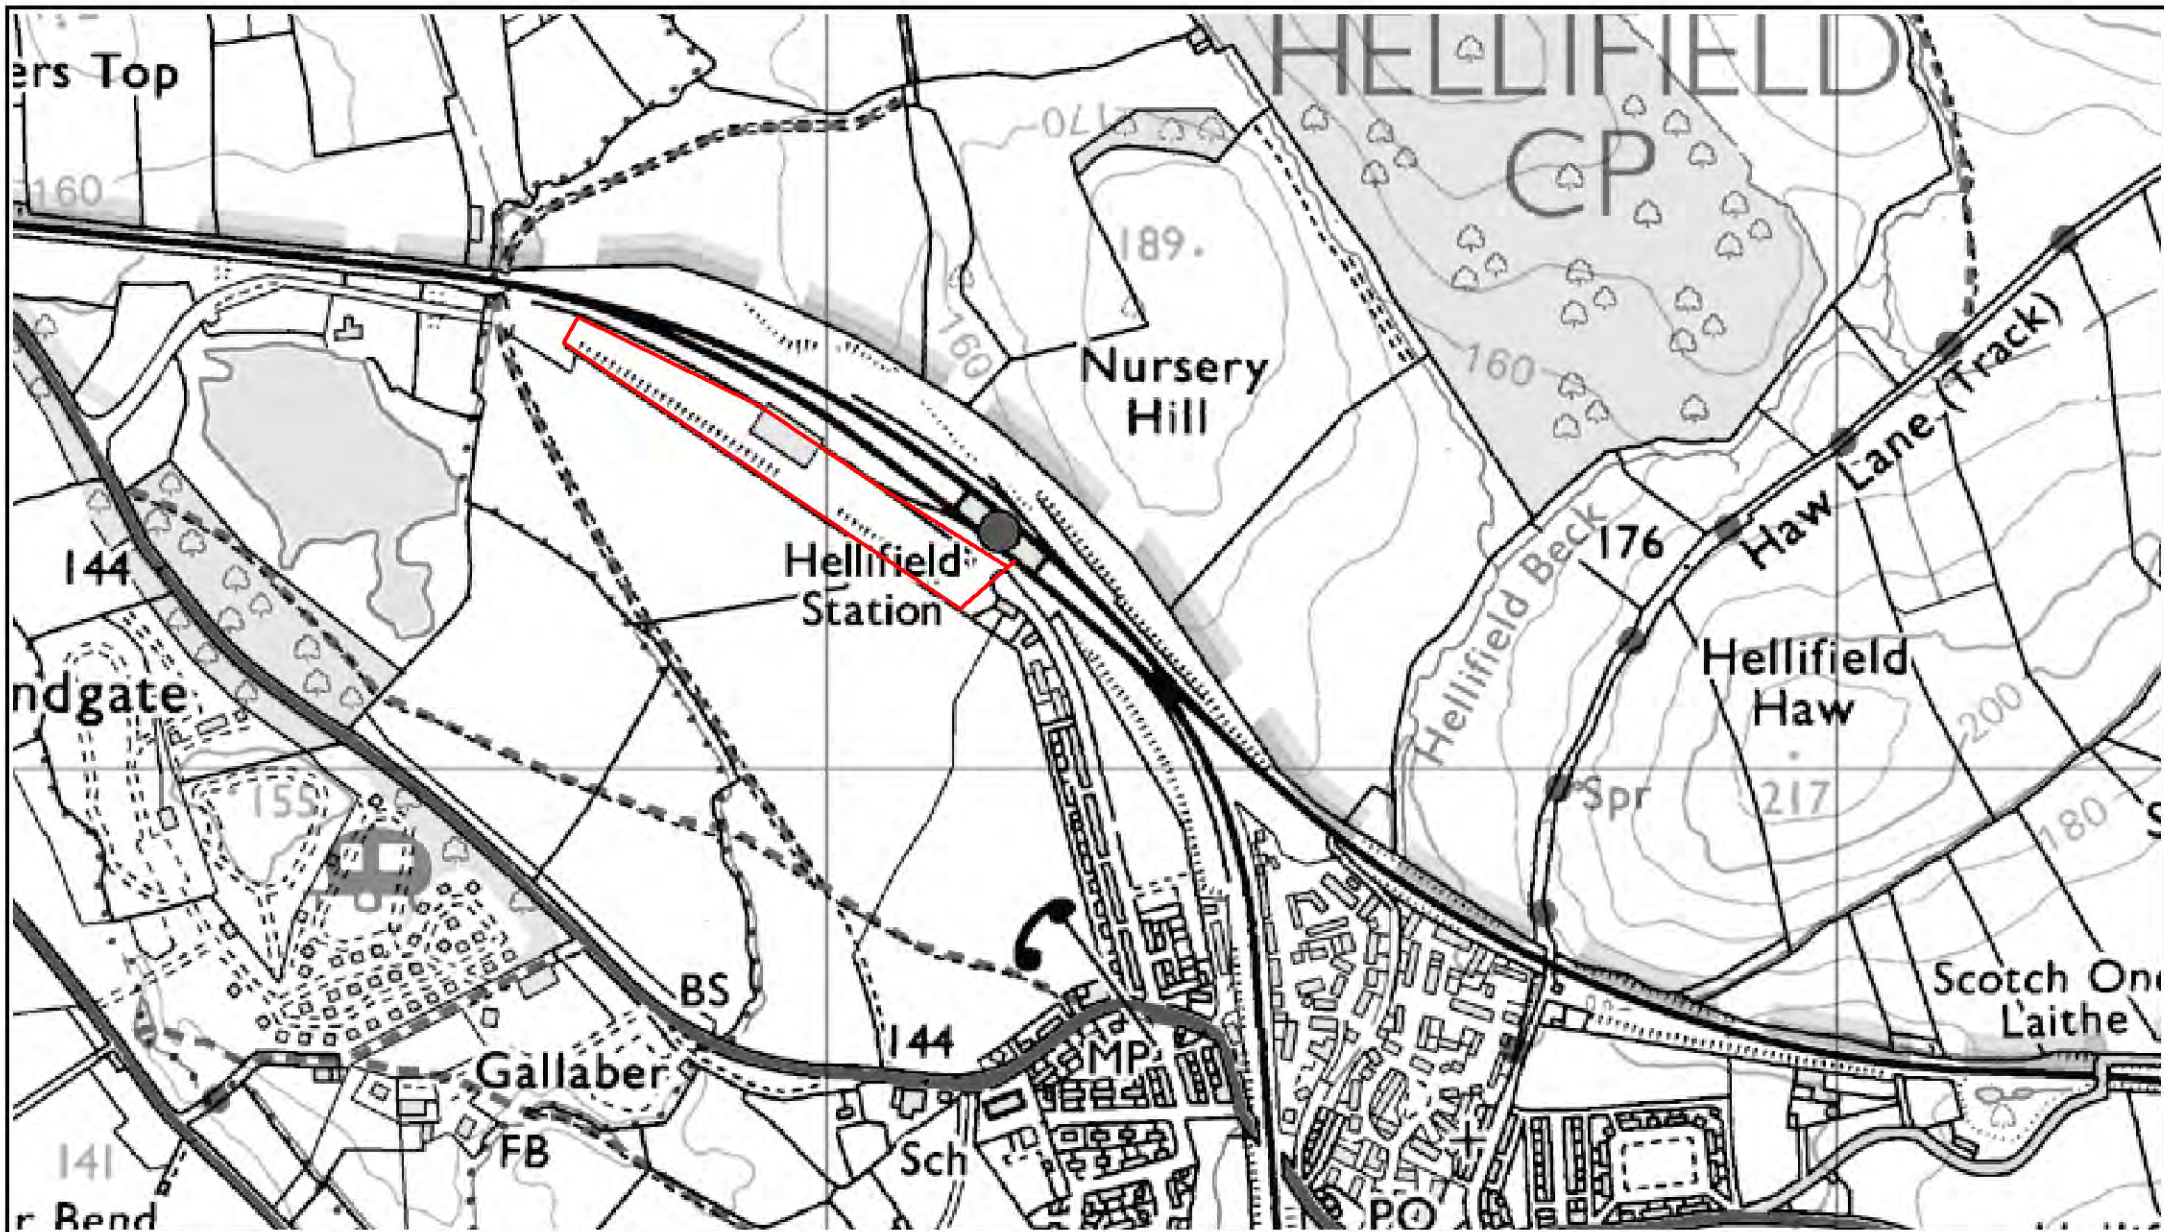 HELLIFIELD
ers Top
CP
170
160
189
Nursery
Hill
160
160
Haw Lane (Track)
176
Hellifield Beck
144
Hellifield
Station
Hellifield
Haw
ndgate
200
155
Spr
217
180
BS
Scotch One
Laithe
144
MP
Gallaber
FB
Sch
141
r Bend
PO